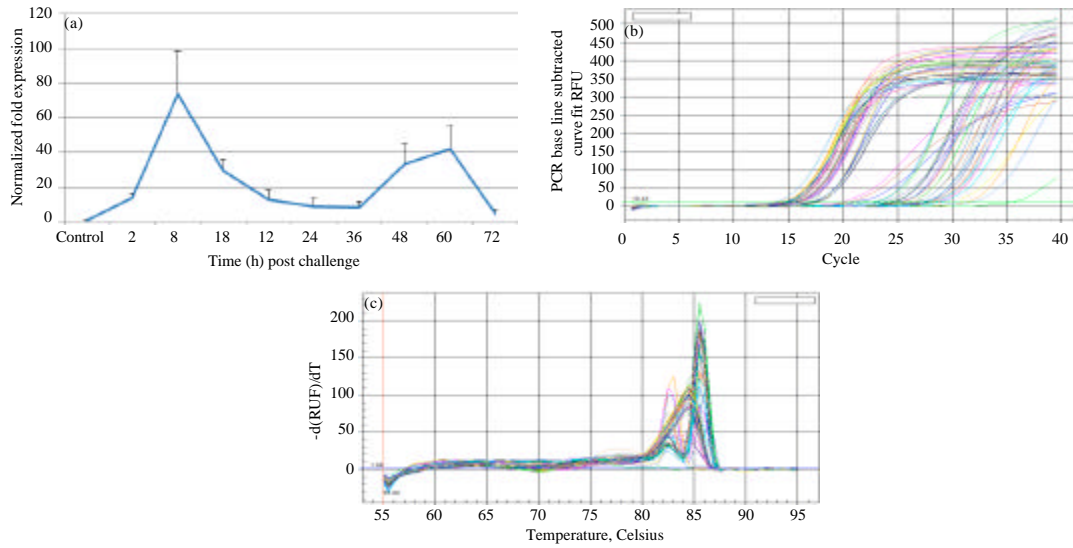 (a)
Normalized fold expression
120
100
80
60
40
20
0
Control 2 8 18 12 24 36 48 60 72
Time (h) post challenge
(b)
PCR base line subtracted
curve fit RFU
500
450
400
350
300
250
200
150
100
50
0
0 5 10 15 20 25 30 35 40
Cycle
(c)
-d(RUF)/dT
200
150
100
50
0
55 60 65 70 75 80 85 90 95
Temperature, Celsius